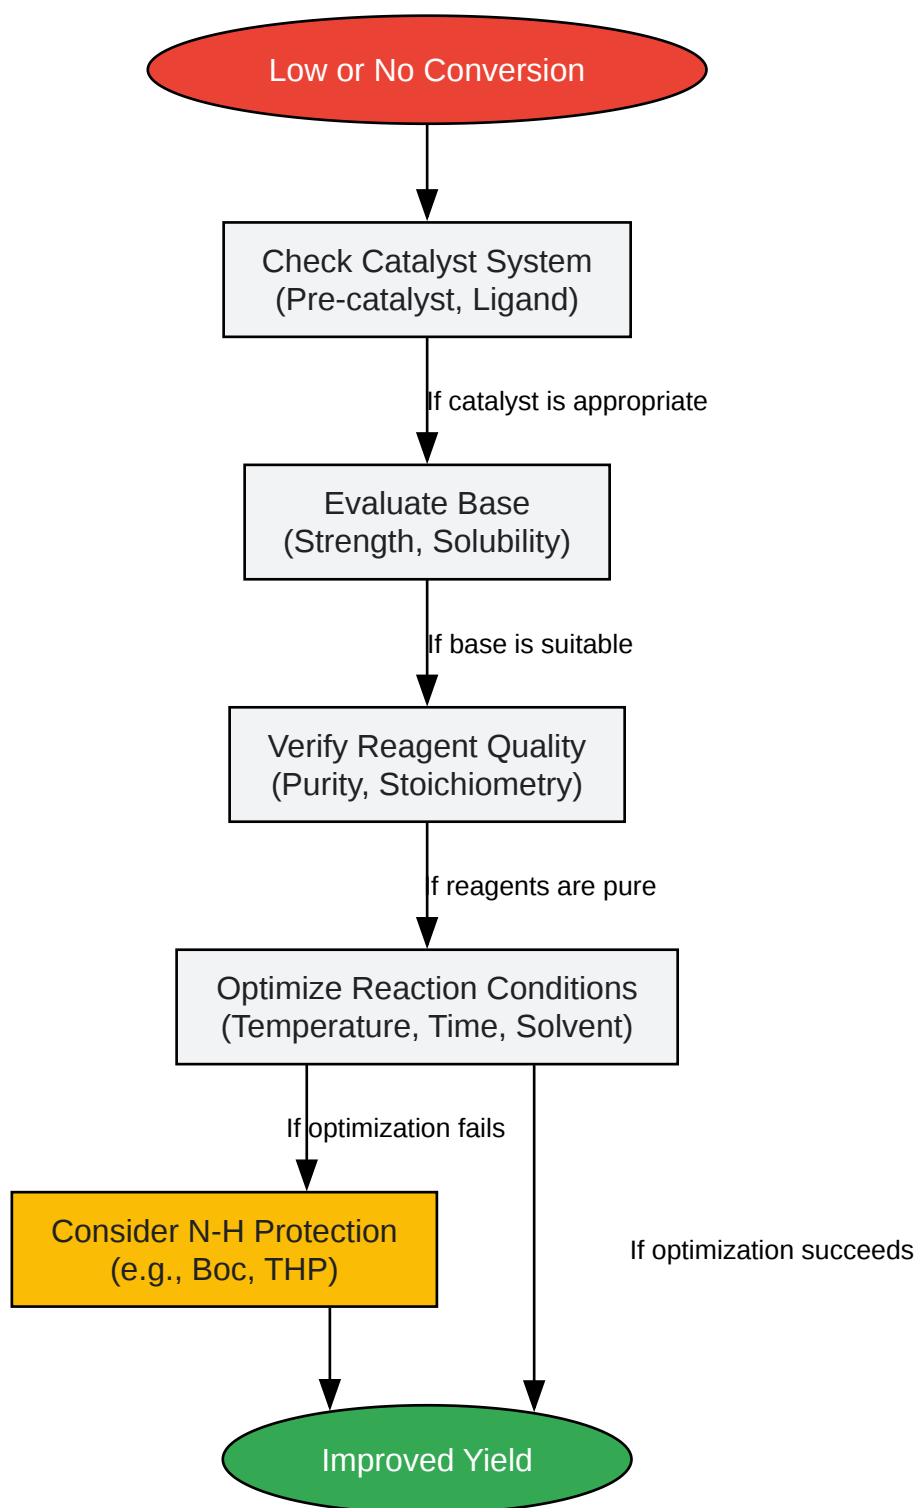 Low or No Conversion
Check Catalyst System
(Pre-catalyst, Ligand)
If catalyst is appropriate
Evaluate Base
(Strength, Solubility)
If base is suitable
Verify Reagent Quality
(Purity, Stoichiometry)
If reagents are pure
Optimize Reaction Conditions
(Temperature, Time, Solvent)
If optimization fails
Consider N-H Protection
(e.g., Boc, THP)
If optimization succeeds
Improved Yield